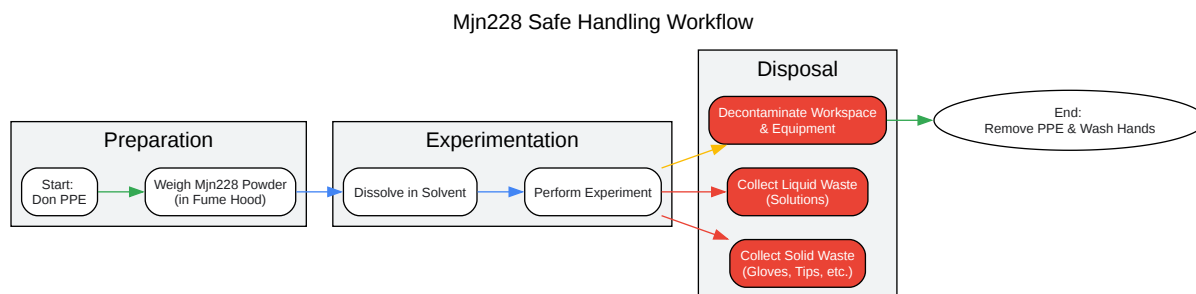 Mjn228 Safe Handling Workflow
Preparation
Start:
Don PPE
Weigh Mjn228 Powder
(in Fume Hood)
Experimentation
Dissolve in Solvent
Perform Experiment
Disposal
Decontaminate Workspace
& Equipment
Collect Liquid Waste
(Solutions)
Collect Solid Waste
(Gloves, Tips, etc.)
End:
Remove PPE & Wash Hands